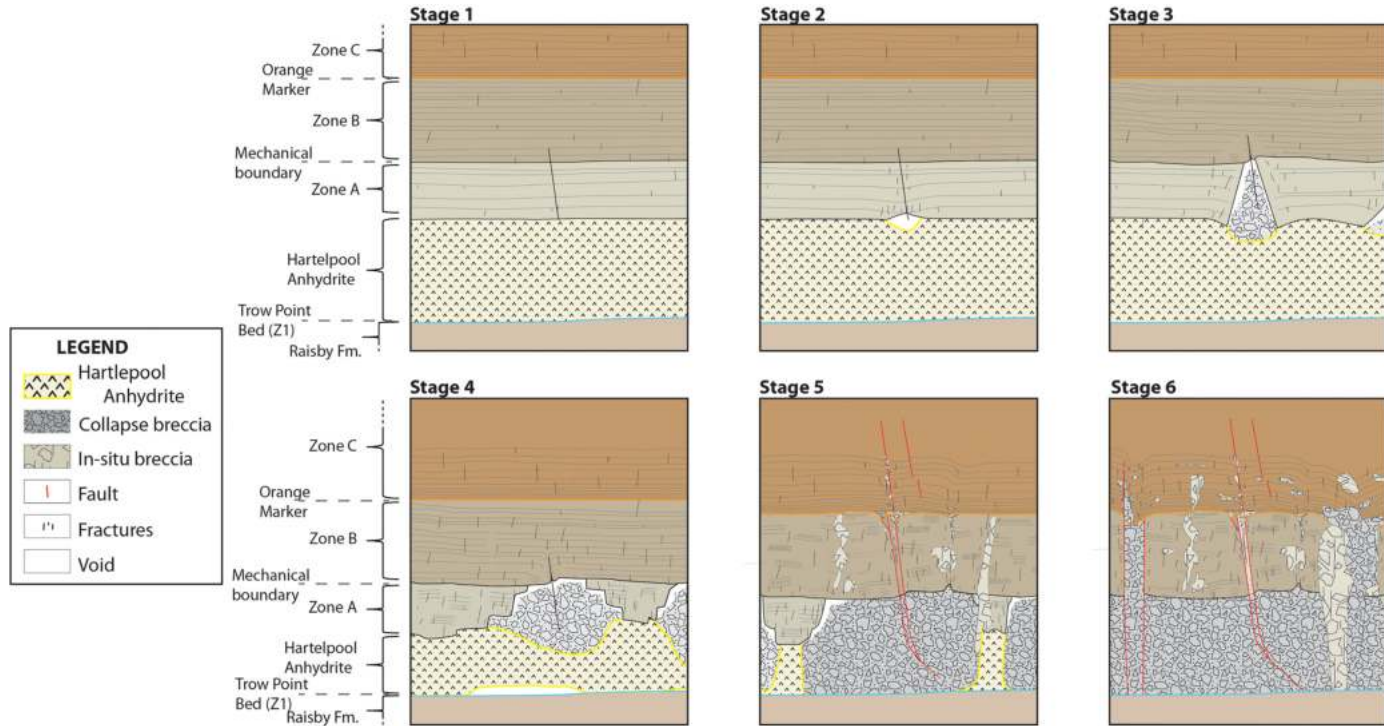 Stage 1
Stage 2
Stage 3
Zone C
Orange
Marker
Zone B
Mechanical
boundary
Zone A
Hartelpool
Anhydrite
Trow Point
Bed (Z1)
Raisby Fm.
LEGEND
Hartlepool
Anhydrite
Collapse breccia
In-situ breccia
Fault
Fractures
Void
Stage 4
Stage 5
Stage 6
Zone C
Orange
Marker
Zone B
Mechanical
boundary
Zone A
Hartelpool
Anhydrite
Trow Point
Bed (Z1)
Raisby Fm.